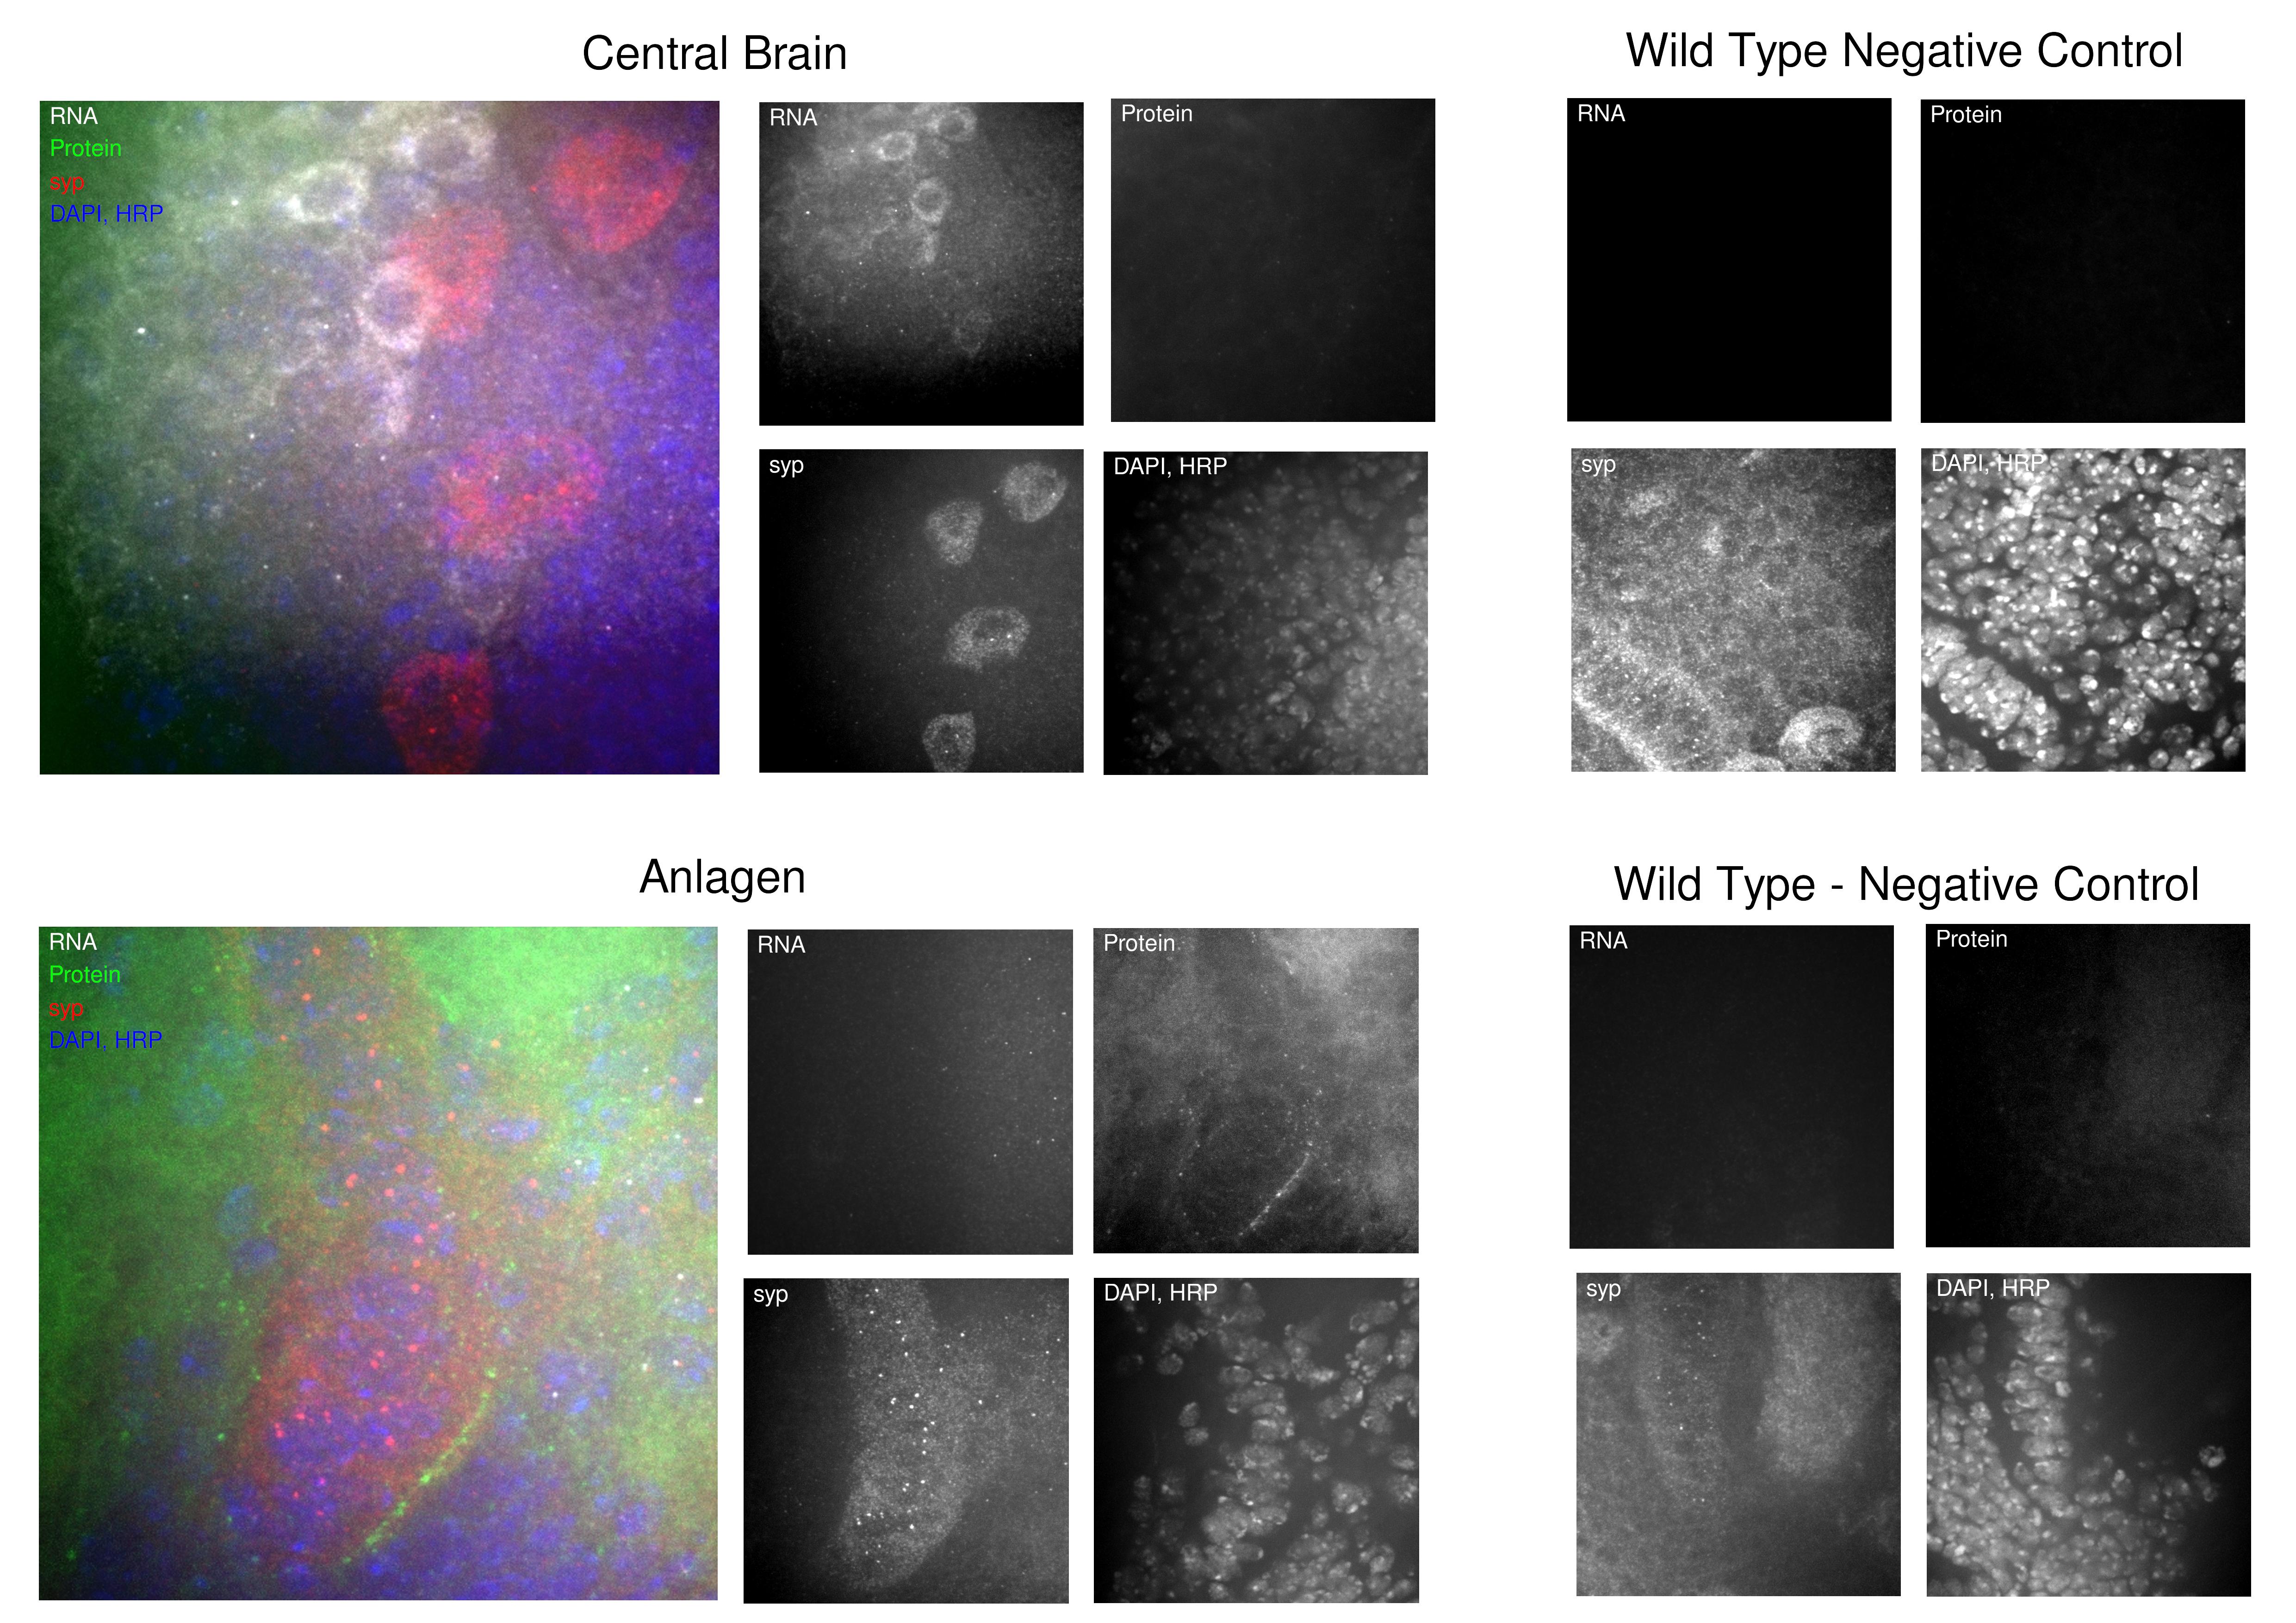 Central Brain
Wild Type Negative Control
RNA
Protein
syp
DAPI, HRP
RNA
Protein
syp
DAPI, HRP
RNA
Protein
syp
DAPI, HRP
Anlagen
Wild Type - Negative Control
RNA
Protein
syp
DAPI, HRP
RNA
Protein
syp
DAPI, HRP
RNA
Protein
syp
DAPI, HRP